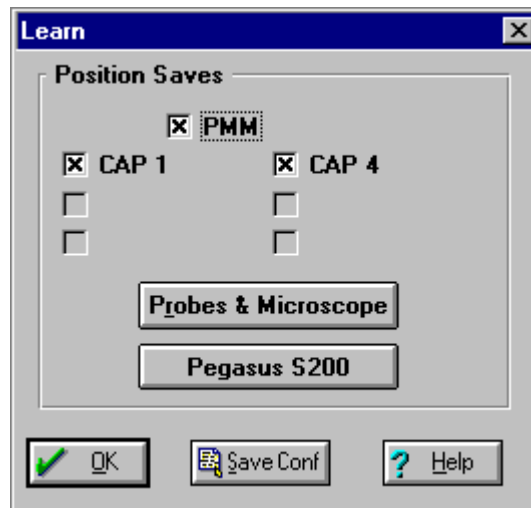 Learn
Position Saves
PMM
CAP 1 CAP 4
Probes & Microscope
Pegasus S200
OK Save Conf Help